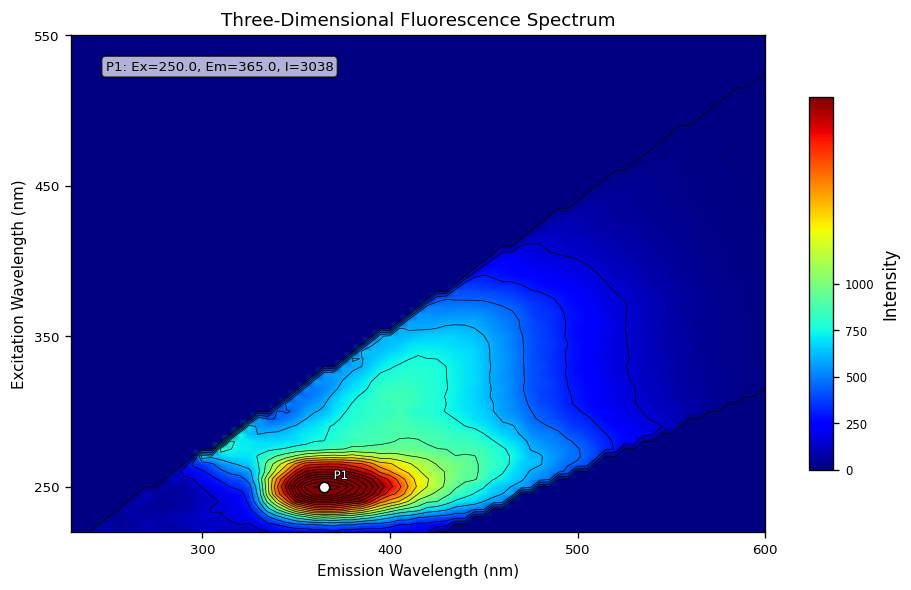 Three-Dimensional Fluorescence Spectrum
550
P1: Ex=250.0, Em=365.0, I=3038
450
350
250
P1
300
400
500
600
Excitation Wavelength (nm)
Emission Wavelength (nm)
1000
750
500
250
0
Intensity